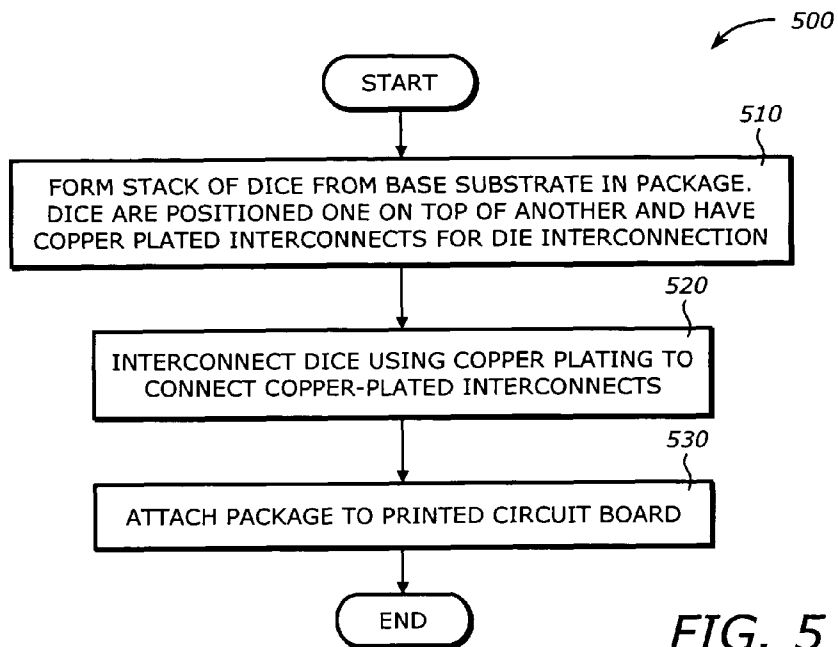 500
START
510
FORM STACK OF DICE FROM BASE SUBSTRATE IN PACKAGE.
DICE ARE POSITIONED ONE ON TOP OF ANOTHER AND HAVE
COPPER PLATED INTERCONNECTS FOR DIE INTERCONNECTION
520
INTERCONNECT DICE USING COPPER PLATING TO
CONNECT COPPER-PLATED INTERCONNECTS
530
ATTACH PACKAGE TO PRINTED CIRCUIT BOARD
END
FIG. 5